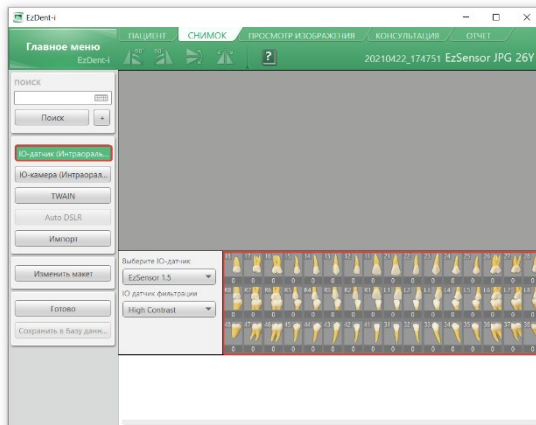 EzDent-i
Главное меню
EzDent-i
ПАЦИЕНТ СНИМОК ПРОСМОТР ИЗОБРАЖЕНИЯ КОНСУЛЬТАЦИЯ ОТЧЕТ
20210422_174751 EzSensor JPG 26Y
ПОИСК
Поиск +
IO-датчик (Интраораль...
IO-камера (Интраорал...
TWAIN
Auto DSLR
Импорт
Изменить макет
Готово
Сохранить в базу данн...
Выберите IO-датчик
EzSensor 1.5
IO датчик фильтрации
High Contrast